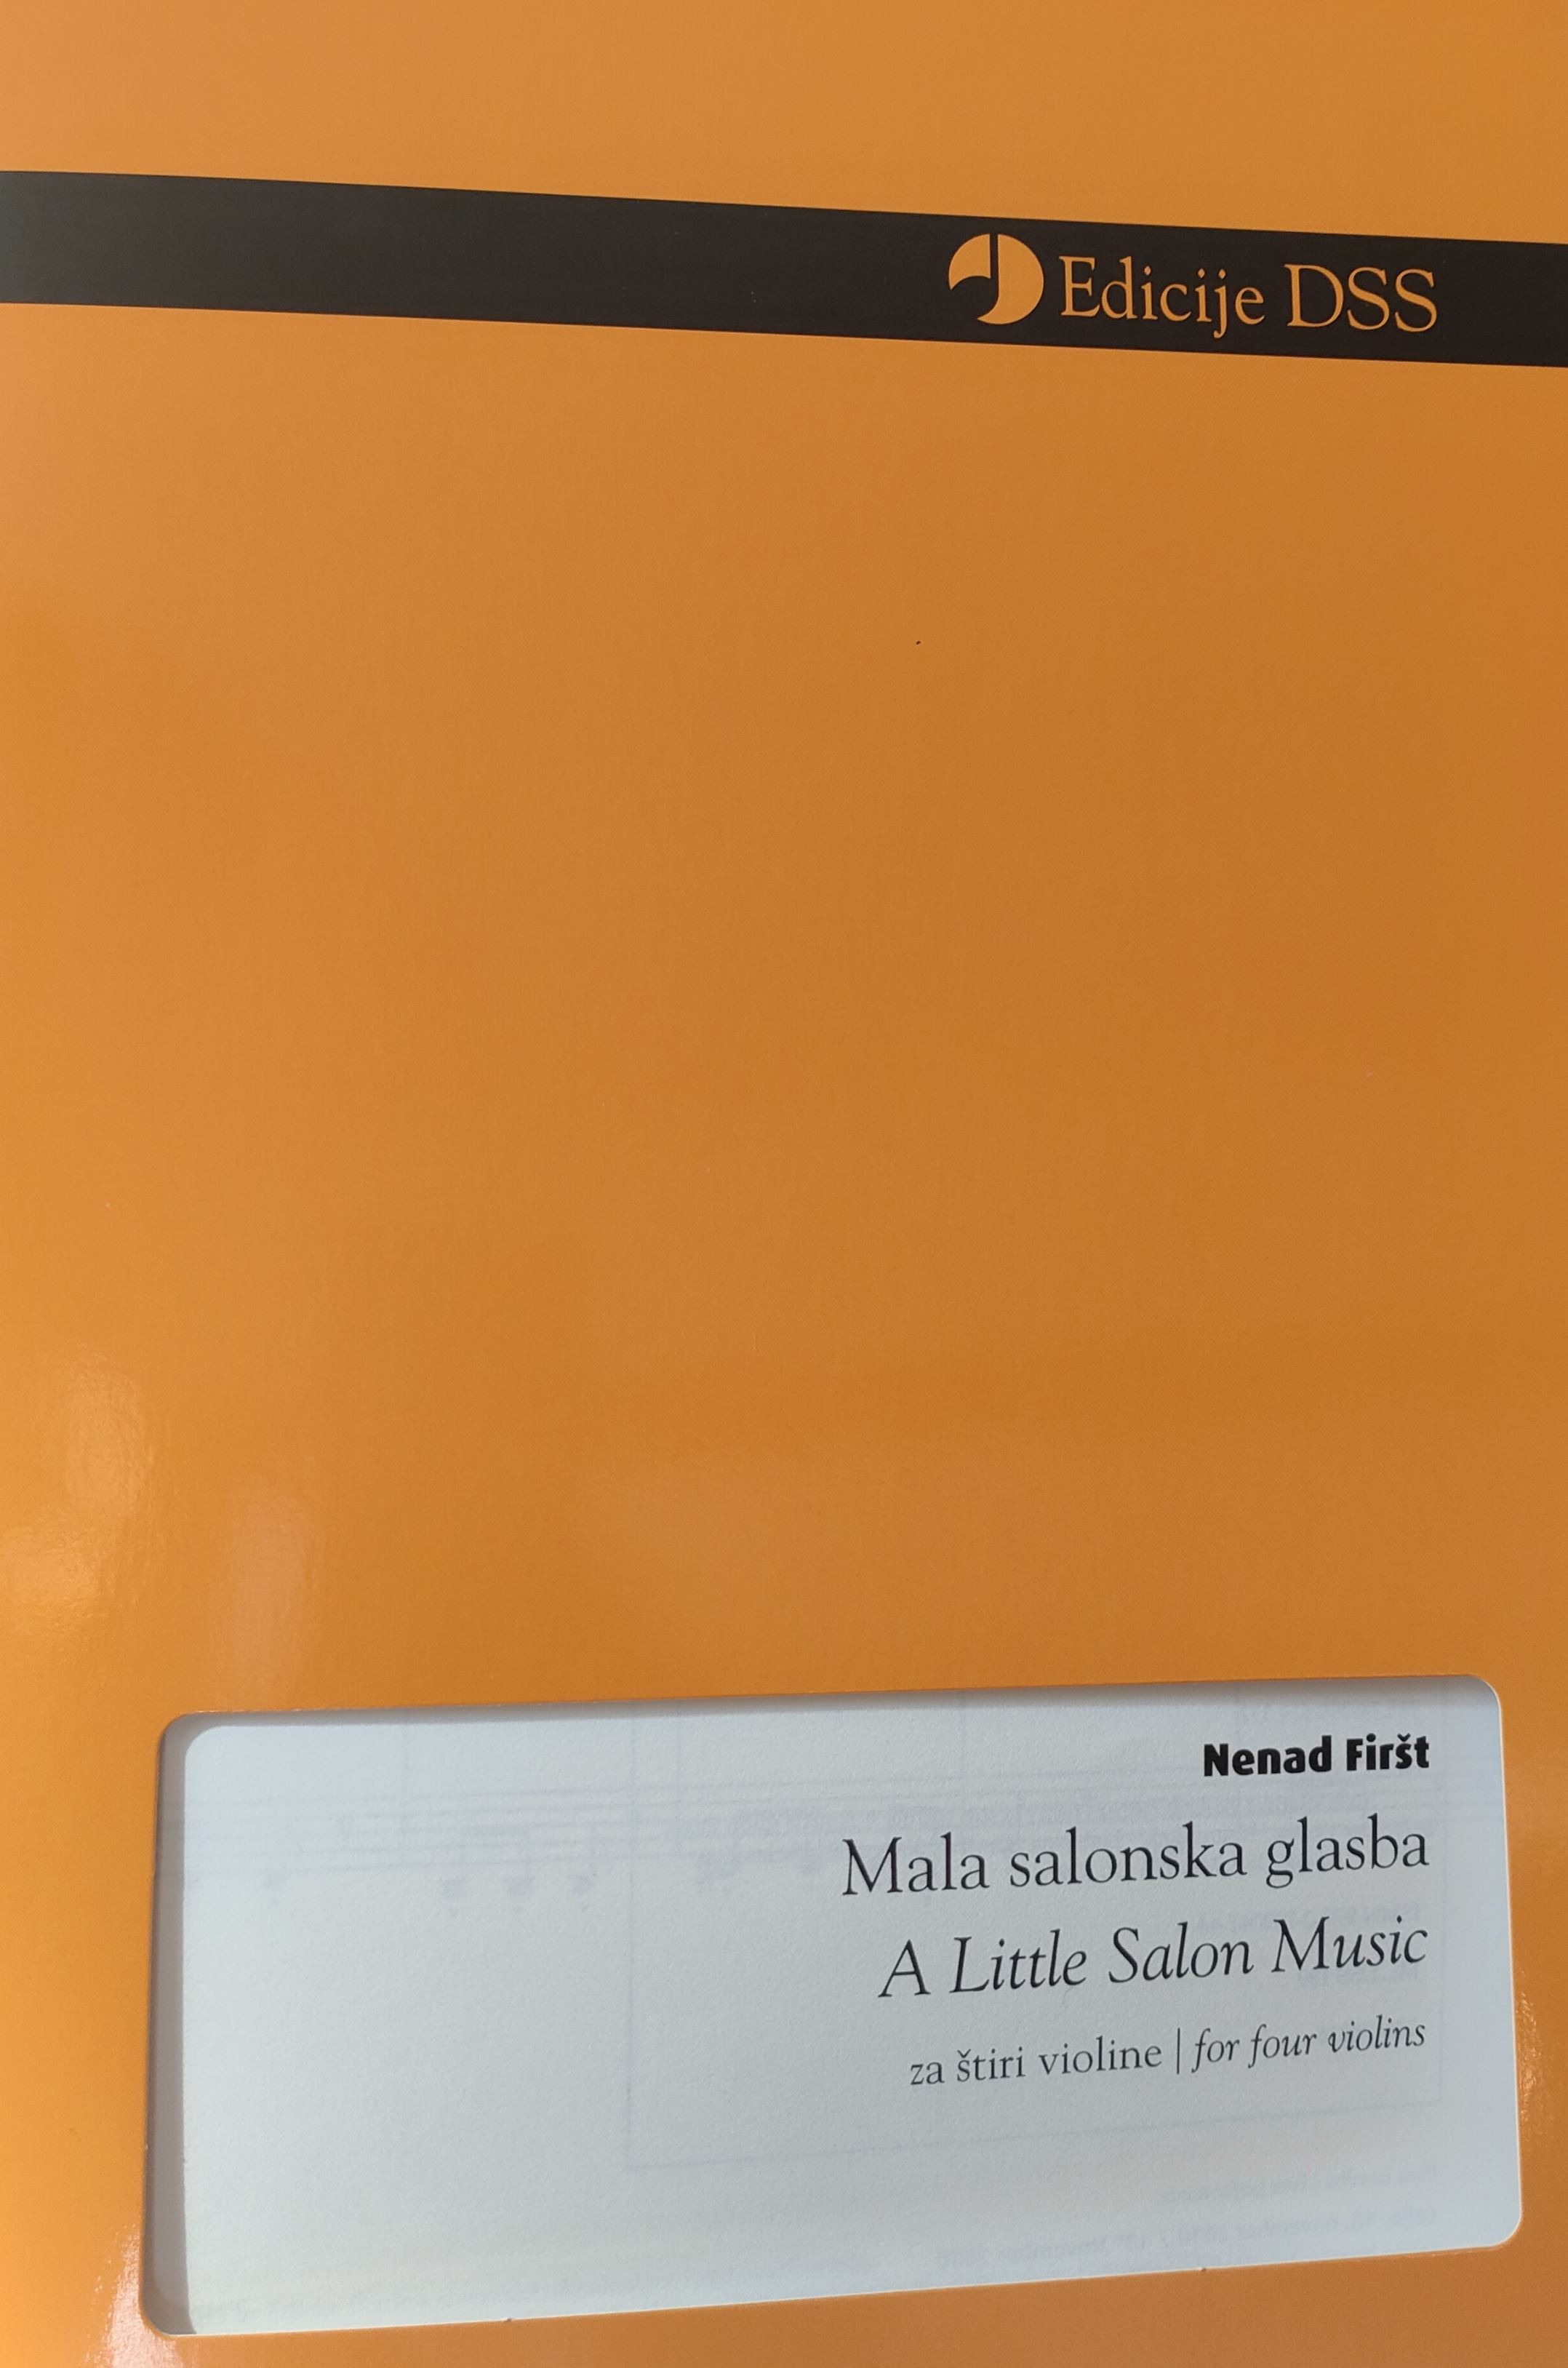 Edicije DSS
Nenad Firšt
Mala salonska glasba
A Little Salon Music
za štiri violine | for four violins